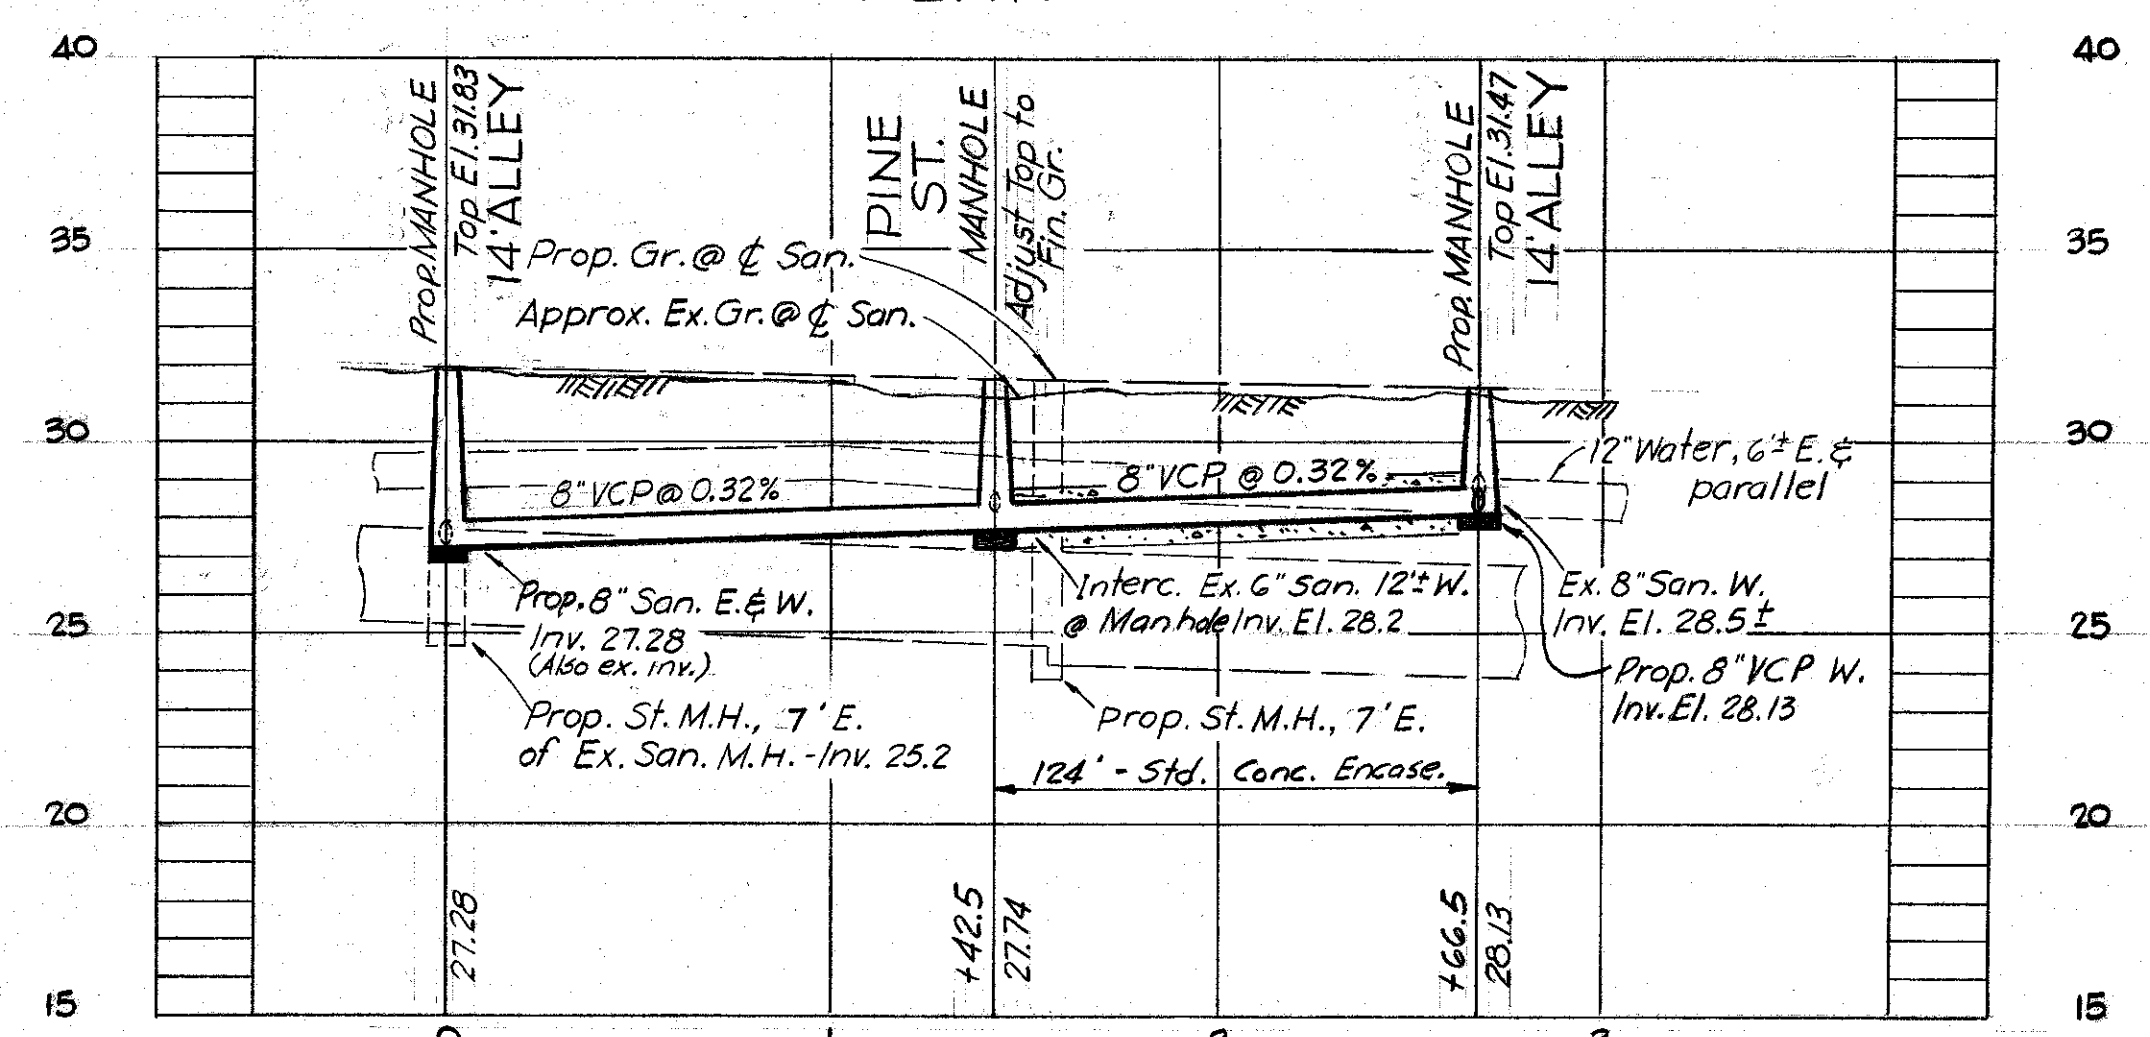 40
40
35
35
30
30
25
25
20
20
15
15
Prop. MANHOLE
Top El. 31.83
14' ALLEY
PINE
ST.
MANHOLE
Adjust Top to
Fin. Gr.
Prop. MANHOLE
Top El. 31.47
14' ALLEY
Prop. Gr. @ ℄ San.
Approx. Ex. Gr. @ ℄ San.
8" VCP @ 0.32%
8" VCP @ 0.32%
12" Water, 6'± E. &
parallel
Prop. 8" San. E. & W.
Inv. 27.28
(Also ex. inv.)
Prop. St. M.H., 7' E.
of Ex. San. M.H. - Inv. 25.2
Interc. Ex. 6" San. 12'± W.
@ Manhole Inv. El. 28.2
Prop. St. M.H., 7' E.
124' - Std. Conc. Encase.
Ex. 8" San. W.
Inv. El. 28.5±
Prop. 8" VCP W.
Inv. El. 28.13
27.28
+42.5
27.74
+66.5
28.13